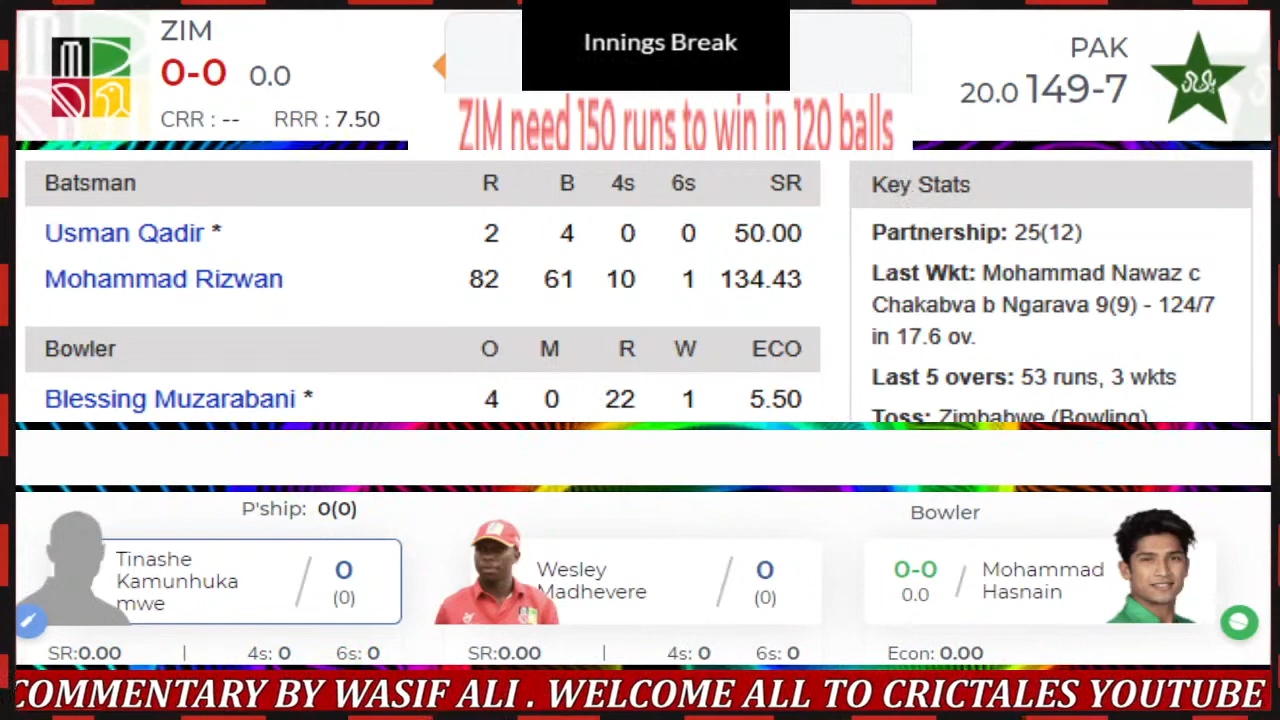 ZIM
0-0 0.0
CRR : -- RRR : 7.50
Innings Break
ZIM need 150 runs to win in 120 balls
PAK
20.0 149-7
Batsman R B 4s 6s SR
Usman Qadir * 2 4 0 0 50.00
Mohammad Rizwan 82 61 10 1 134.43
Bowler O M R W ECO
Blessing Muzarabani * 4 0 22 1 5.50
Key Stats
Partnership: 25(12)
Last Wkt: Mohammad Nawaz c
Chakabva b Ngarava 9(9) - 124/7
in 17.6 ov.
Last 5 overs: 53 runs, 3 wkts
Toss: Zimbabwe (Bowling)
P'ship: 0(0)
Tinashe
Kamunhuka
mwe
0
(0)
SR:0.00 | 4s: 0 6s: 0
Wesley
Madhevere
0
(0)
SR:0.00 | 4s: 0 6s: 0
Bowler
0-0
0.0
Mohammad
Hasnain
Econ: 0.00
COMMENTARY BY WASIF ALI . WELCOME ALL TO CRICTALES YOUTUBE